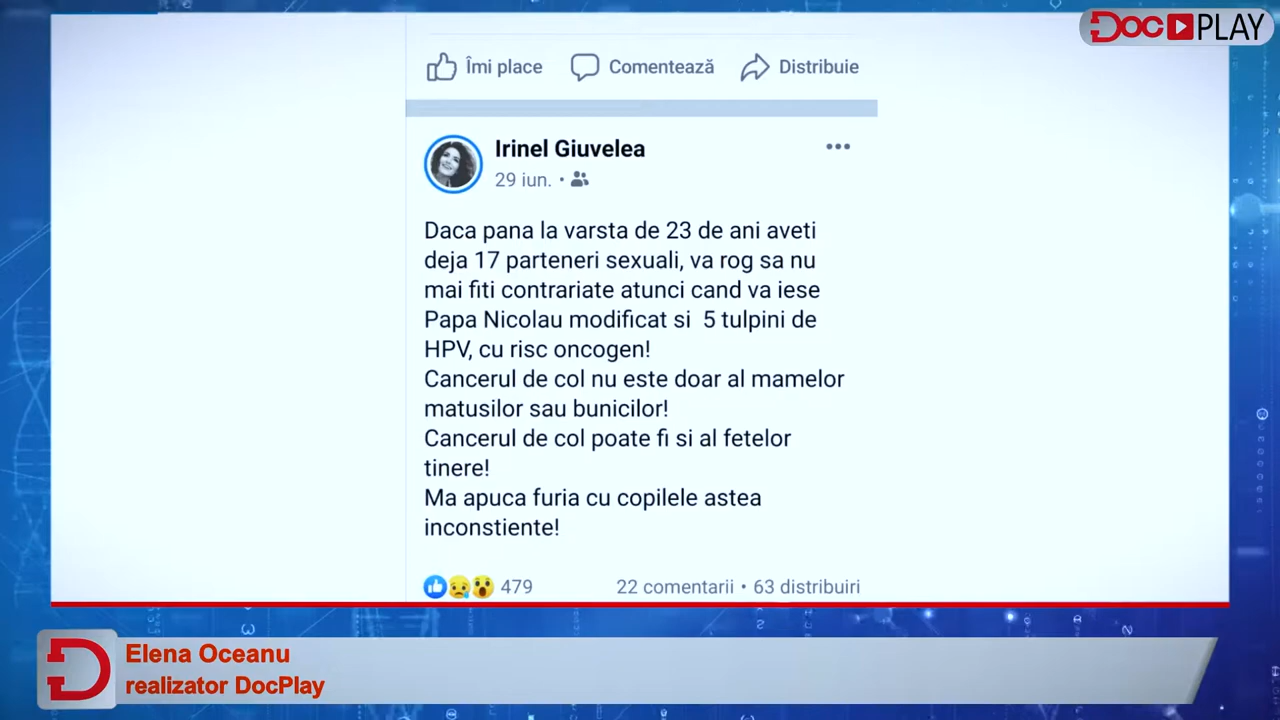 DOC PLAY
Îmi place Comentează Distribuie
Irinel Giuvelea
29 iun. •
Daca pana la varsta de 23 de ani aveti
deja 17 parteneri sexuali, va rog sa nu
mai fiti contrariate atunci cand va iese
Papa Nicolau modificat si 5 tulpini de
HPV, cu risc oncogen!
Cancerul de col nu este doar al mamelor
matusilor sau bunicilor!
Cancerul de col poate fi si al fetelor
tinere!
Ma apuca furia cu copilele astea
inconstiente!
479 22 comentarii • 63 distribuiri
D
Elena Oceanu
realizator DocPlay